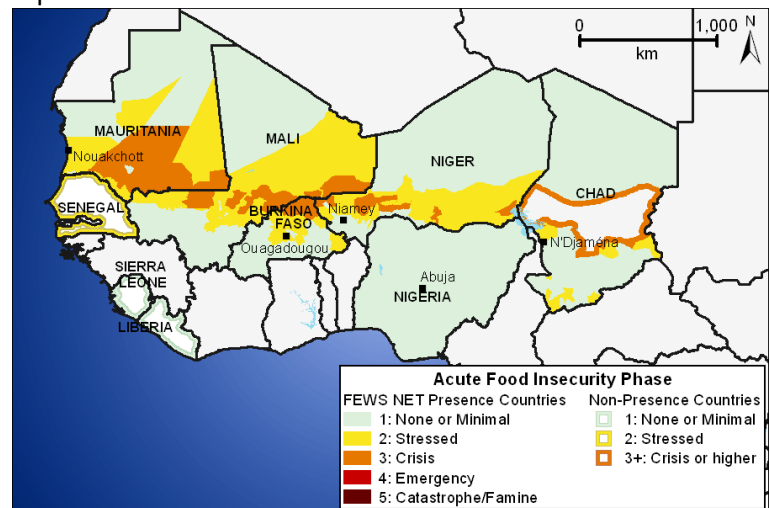 0 1,000
km
N
MAURITANIA
MALI
Nouakchott
NIGER
CHAD
SENEGAL
BURKINA
FASO
Niamey
Ouagadougou
N'Djaména
SIERRA
LEONE
Abuja
NIGERIA
LIBERIA
Acute Food Insecurity Phase
FEWS NET Presence Countries
1: None or Minimal
2: Stressed
3: Crisis
4: Emergency
5: Catastrophe/Famine
Non-Presence Countries
1: None or Minimal
2: Stressed
3+: Crisis or higher